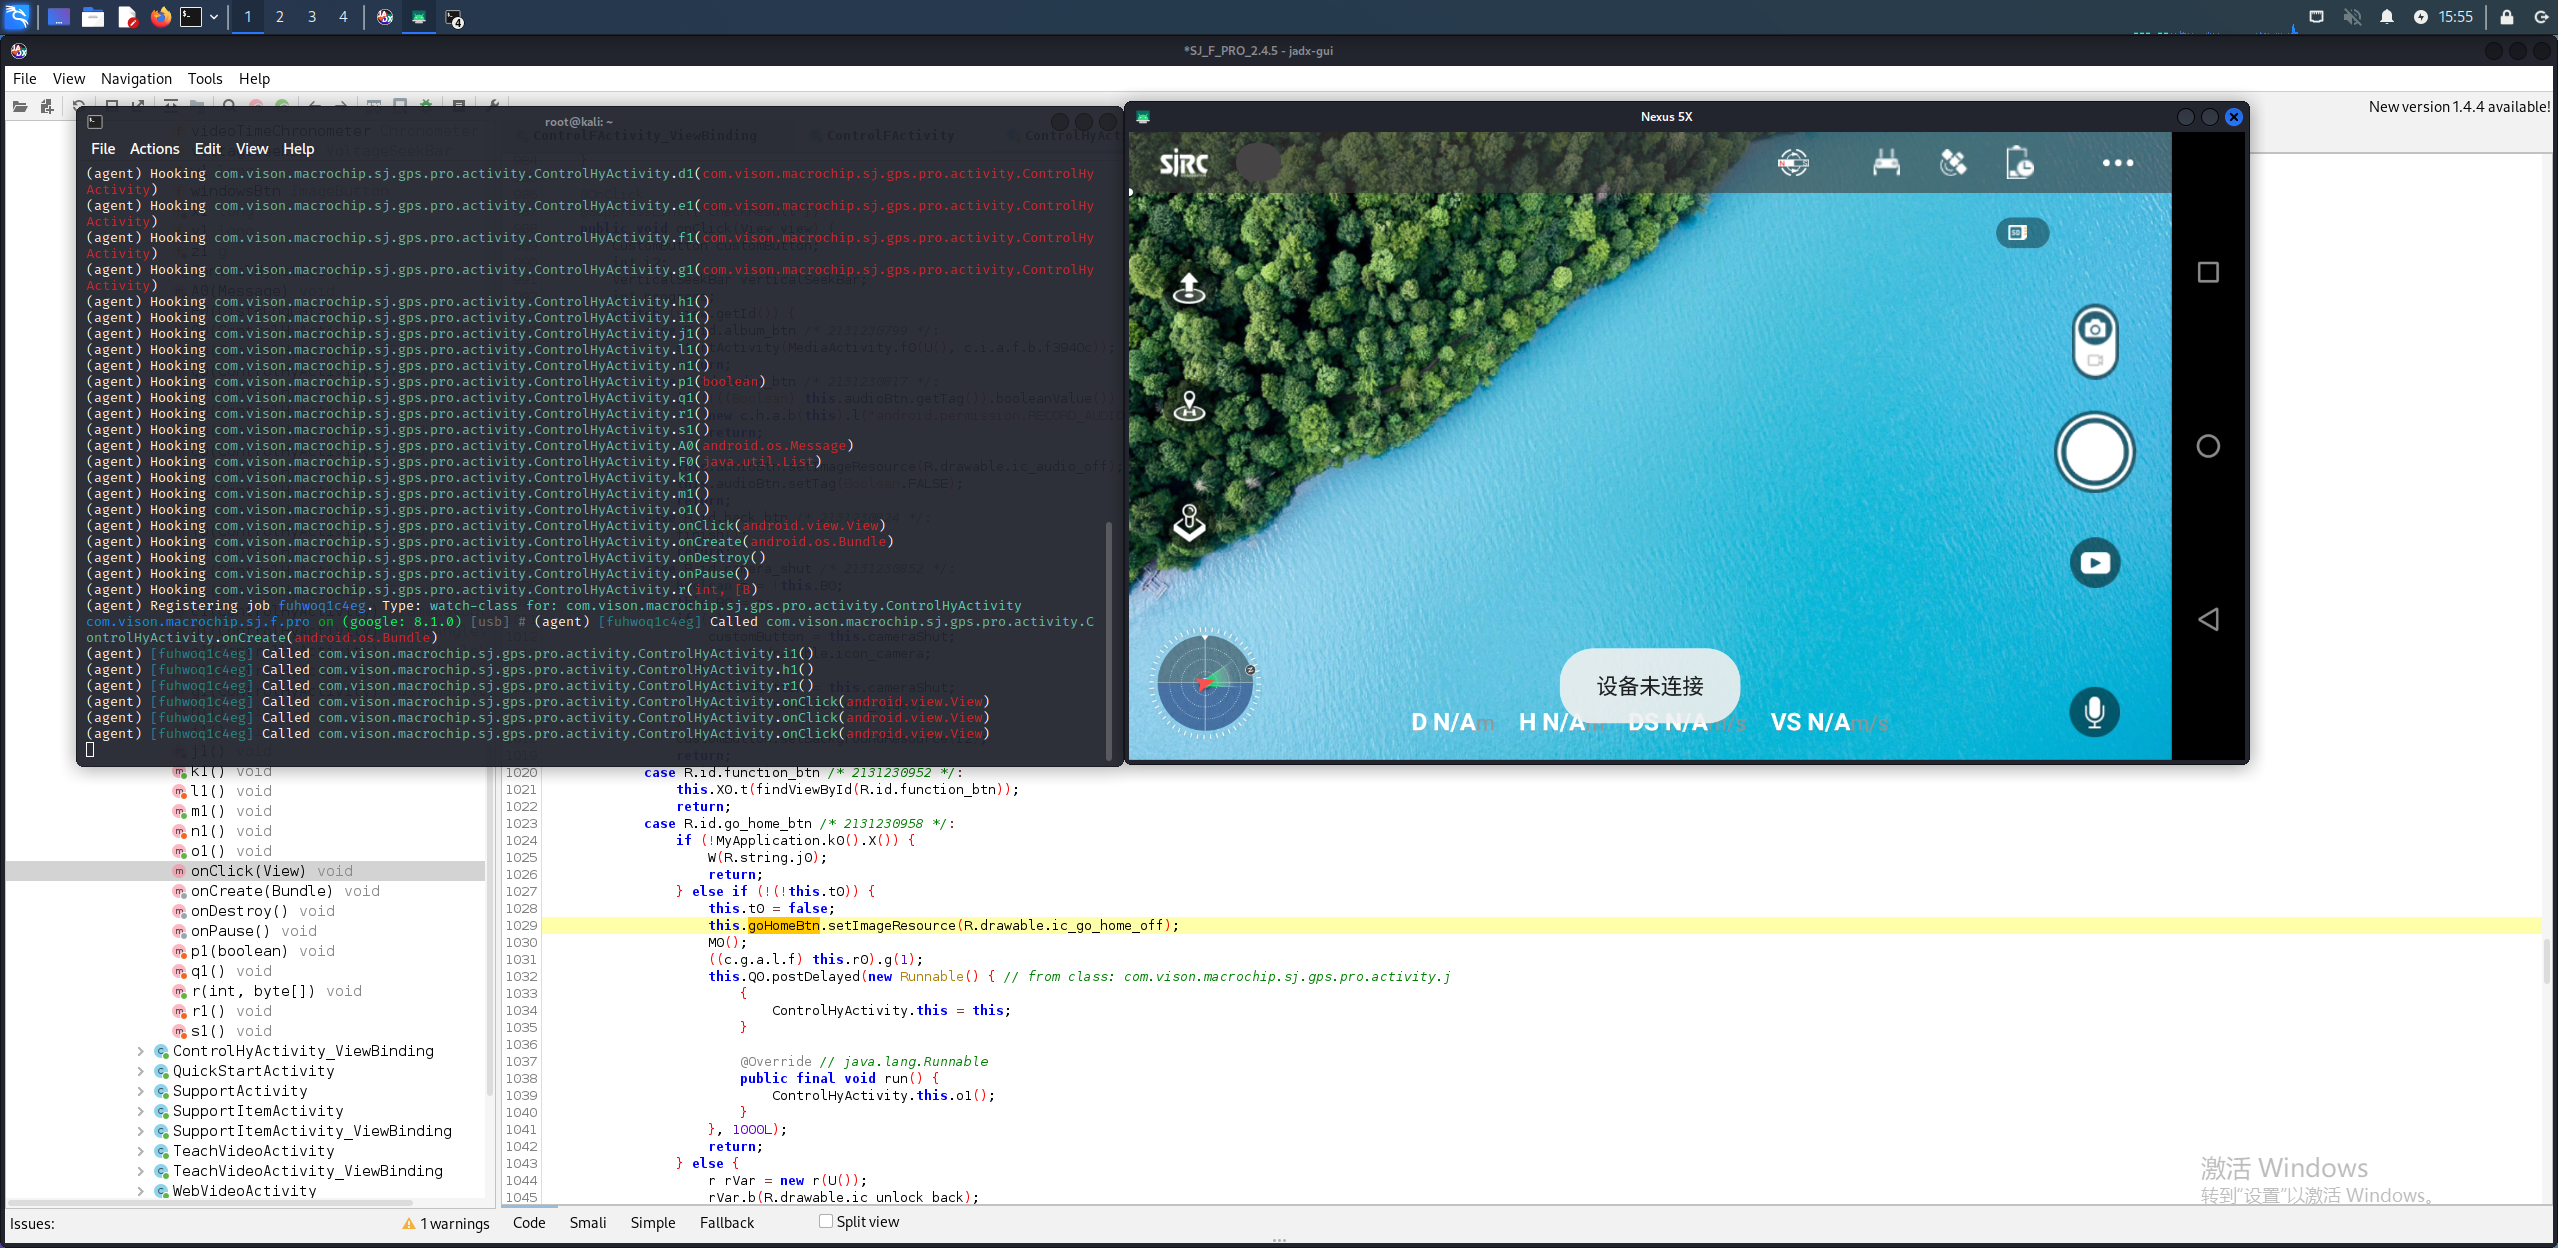 1 2 3 4
15:55
*SJ_F_PRO_2.4.5 - jadx-gui
File View Navigation Tools Help
New version 1.4.4 available!
root@kali: ~
File Actions Edit View Help
(agent) Hooking com.vison.macrochip.sj.gps.pro.activity.ControlHyActivity.d1(com.vison.macrochip.sj.gps.pro.activity.ControlHy
Activity)
(agent) Hooking com.vison.macrochip.sj.gps.pro.activity.ControlHyActivity.e1(com.vison.macrochip.sj.gps.pro.activity.ControlHy
Activity)
(agent) Hooking com.vison.macrochip.sj.gps.pro.activity.ControlHyActivity.f1(com.vison.macrochip.sj.gps.pro.activity.ControlHy
Activity)
(agent) Hooking com.vison.macrochip.sj.gps.pro.activity.ControlHyActivity.g1(com.vison.macrochip.sj.gps.pro.activity.ControlHy
Activity)
(agent) Hooking com.vison.macrochip.sj.gps.pro.activity.ControlHyActivity.h1()
(agent) Hooking com.vison.macrochip.sj.gps.pro.activity.ControlHyActivity.i1()
(agent) Hooking com.vison.macrochip.sj.gps.pro.activity.ControlHyActivity.j1()
(agent) Hooking com.vison.macrochip.sj.gps.pro.activity.ControlHyActivity.l1()
(agent) Hooking com.vison.macrochip.sj.gps.pro.activity.ControlHyActivity.n1()
(agent) Hooking com.vison.macrochip.sj.gps.pro.activity.ControlHyActivity.p1(boolean)
(agent) Hooking com.vison.macrochip.sj.gps.pro.activity.ControlHyActivity.q1()
(agent) Hooking com.vison.macrochip.sj.gps.pro.activity.ControlHyActivity.r1()
(agent) Hooking com.vison.macrochip.sj.gps.pro.activity.ControlHyActivity.s1()
(agent) Hooking com.vison.macrochip.sj.gps.pro.activity.ControlHyActivity.A0(android.os.Message)
(agent) Hooking com.vison.macrochip.sj.gps.pro.activity.ControlHyActivity.F0(java.util.List)
(agent) Hooking com.vison.macrochip.sj.gps.pro.activity.ControlHyActivity.k1()
(agent) Hooking com.vison.macrochip.sj.gps.pro.activity.ControlHyActivity.m1()
(agent) Hooking com.vison.macrochip.sj.gps.pro.activity.ControlHyActivity.o1()
(agent) Hooking com.vison.macrochip.sj.gps.pro.activity.ControlHyActivity.onClick(android.view.View)
(agent) Hooking com.vison.macrochip.sj.gps.pro.activity.ControlHyActivity.onCreate(android.os.Bundle)
(agent) Hooking com.vison.macrochip.sj.gps.pro.activity.ControlHyActivity.onDestroy()
(agent) Hooking com.vison.macrochip.sj.gps.pro.activity.ControlHyActivity.onPause()
(agent) Hooking com.vison.macrochip.sj.gps.pro.activity.ControlHyActivity.r(int, [B)
(agent) Registering job fuhwoq1c4eg. Type: watch-class for: com.vison.macrochip.sj.gps.pro.activity.ControlHyActivity
com.vison.macrochip.sj.f.pro on (google: 8.1.0) [usb] # (agent) [fuhwoq1c4eg] Called com.vison.macrochip.sj.gps.pro.activity.C
ontrolHyActivity.onCreate(android.os.Bundle)
(agent) [fuhwoq1c4eg] Called com.vison.macrochip.sj.gps.pro.activity.ControlHyActivity.i1()
(agent) [fuhwoq1c4eg] Called com.vison.macrochip.sj.gps.pro.activity.ControlHyActivity.h1()
(agent) [fuhwoq1c4eg] Called com.vison.macrochip.sj.gps.pro.activity.ControlHyActivity.r1()
(agent) [fuhwoq1c4eg] Called com.vison.macrochip.sj.gps.pro.activity.ControlHyActivity.onClick(android.view.View)
(agent) [fuhwoq1c4eg] Called com.vison.macrochip.sj.gps.pro.activity.ControlHyActivity.onClick(android.view.View)
(agent) [fuhwoq1c4eg] Called com.vison.macrochip.sj.gps.pro.activity.ControlHyActivity.onClick(android.view.View)
Nexus 5X
SJRC
设备未连接
D N/Am H N/Am DS N/Am/s VS N/Am/s
k1() void
l1() void
m1() void
n1() void
o1() void
onClick(View) void
onCreate(Bundle) void
onDestroy() void
onPause() void
p1(boolean) void
q1() void
r(int, byte[]) void
r1() void
s1() void
ControlHyActivity_ViewBinding
QuickStartActivity
SupportActivity
SupportItemActivity
SupportItemActivity_ViewBinding
TeachVideoActivity
TeachVideoActivity_ViewBinding
WebVideoActivity
1020 case R.id.function_btn /* 2131230952 */:
1021 this.X0.t(findViewById(R.id.function_btn));
1022 return;
1023 case R.id.go_home_btn /* 2131230958 */:
1024 if (!MyApplication.k0().X()) {
1025 W(R.string.j0);
1026 return;
1027 } else if (!(!this.t0)) {
1028 this.t0 = false;
1029 this.goHomeBtn.setImageResource(R.drawable.ic_go_home_off);
1030 M0();
1031 ((c.g.a.l.f) this.r0).g(1);
1032 this.Q0.postDelayed(new Runnable() { // from class: com.vison.macrochip.sj.gps.pro.activity.j
1033 {
1034 ControlHyActivity.this = this;
1035 }
1036
1037 @Override // java.lang.Runnable
1038 public final void run() {
1039 ControlHyActivity.this.o1();
1040 }
1041 }, 1000L);
1042 return;
1043 } else {
1044 r rVar = new r(U());
1045 rVar.b(R.drawable.ic_unlock_back);
激活 Windows
转到"设置"以激活 Windows。
Issues:
1 warnings
Code Smali Simple Fallback Split view